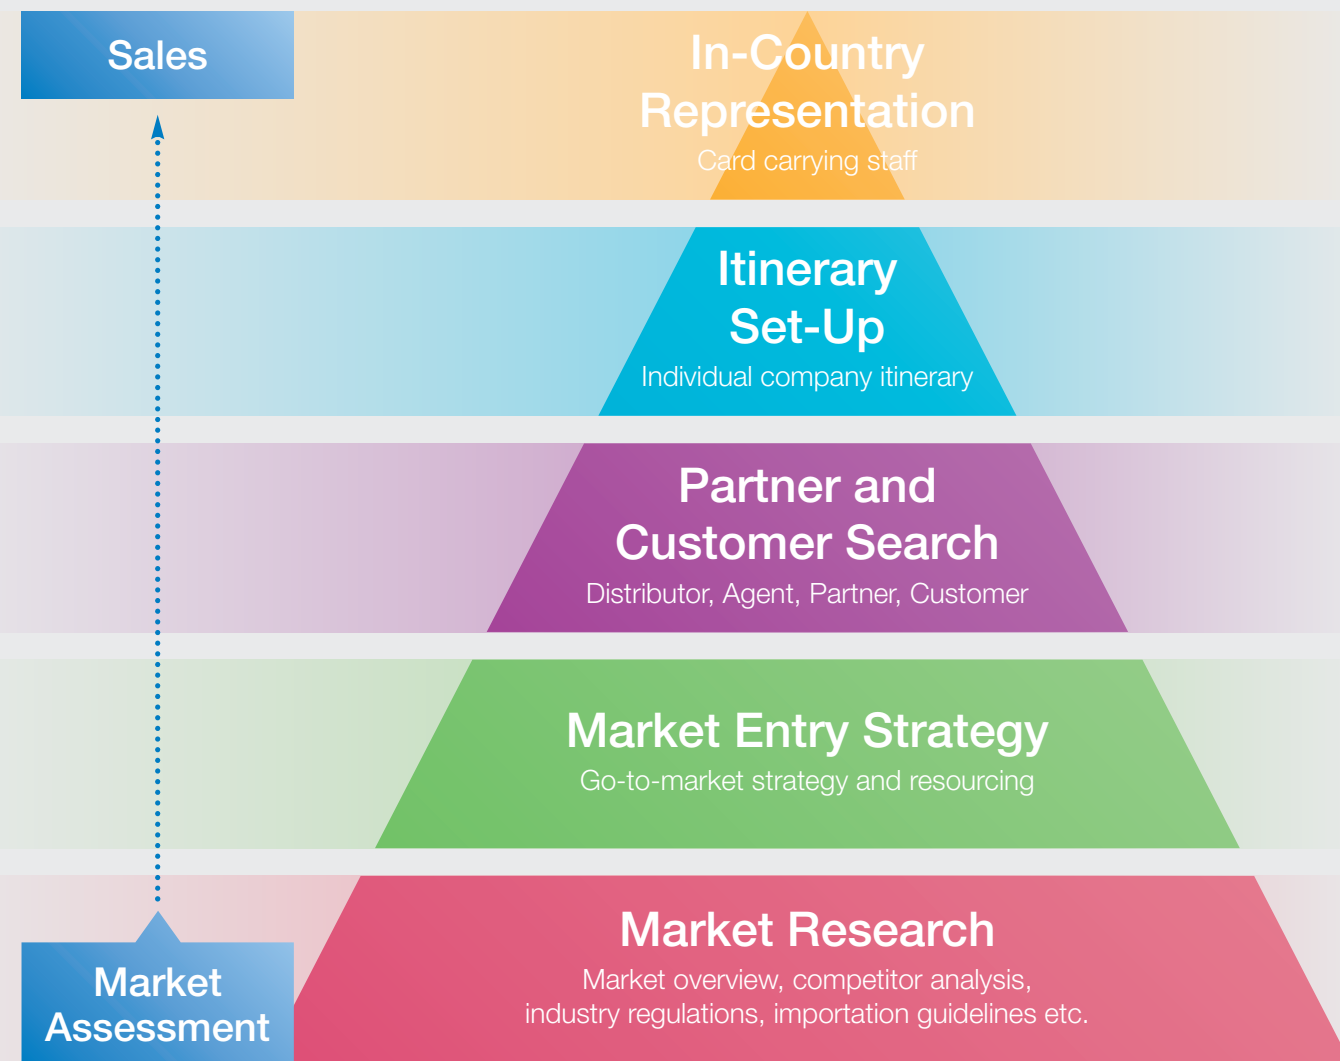 Sales
In-Country
Representation
Card carrying staff
Itinerary
Set-Up
Individual company itinerary
Partner and
Customer Search
Distributor, Agent, Partner, Customer
Market Entry Strategy
Go-to-market strategy and resourcing
Market Research
Market overview, competitor analysis,
industry regulations, importation guidelines etc.
Market
Assessment